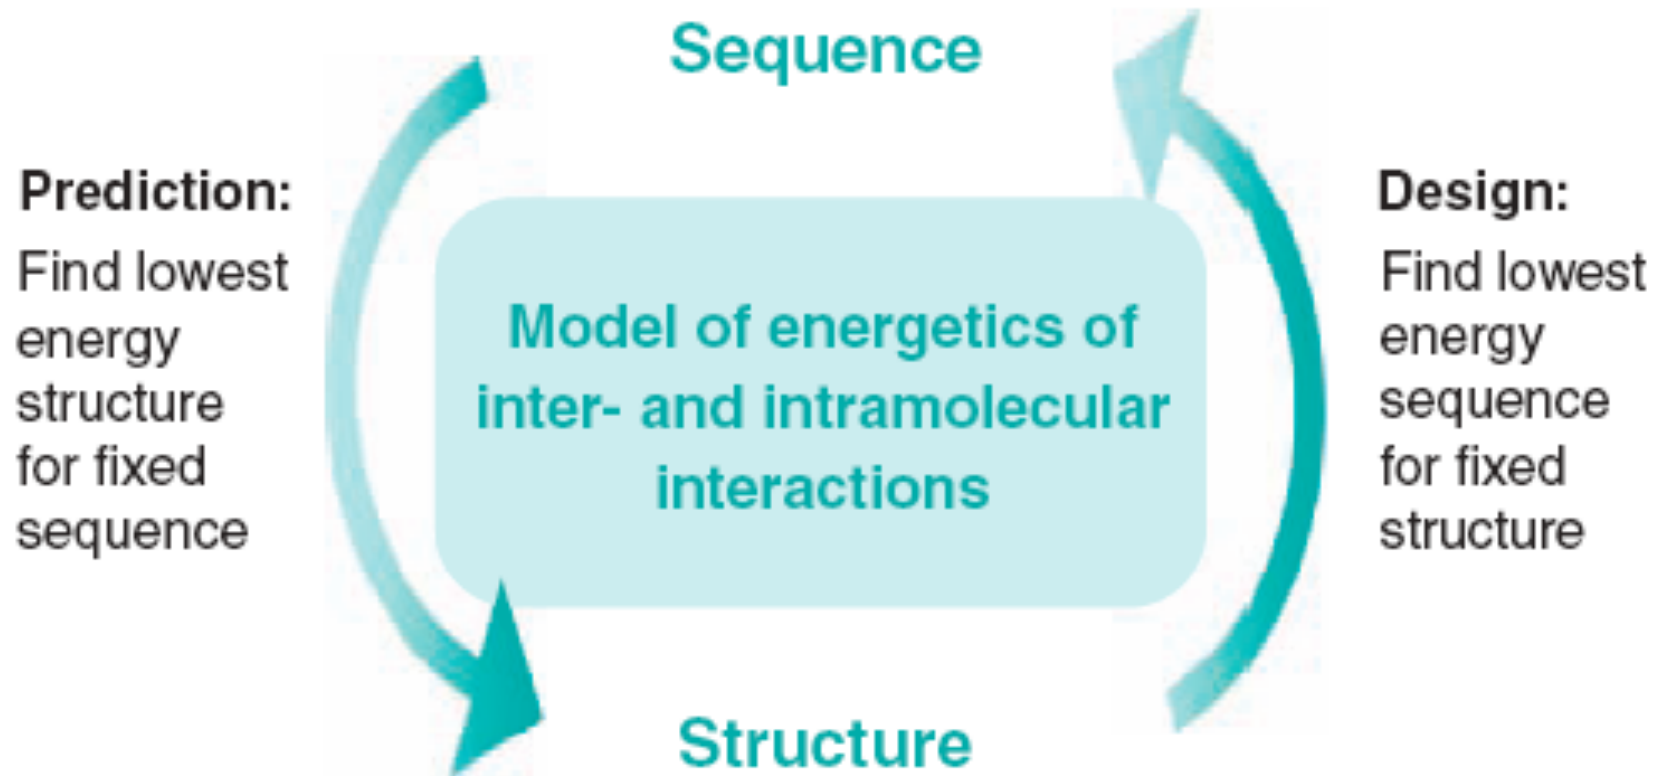 Sequence
Prediction:
Find lowest
energy
structure
for fixed
sequence
Model of energetics of
inter- and intramolecular
interactions
Design:
Find lowest
energy
sequence
for fixed
structure
Structure